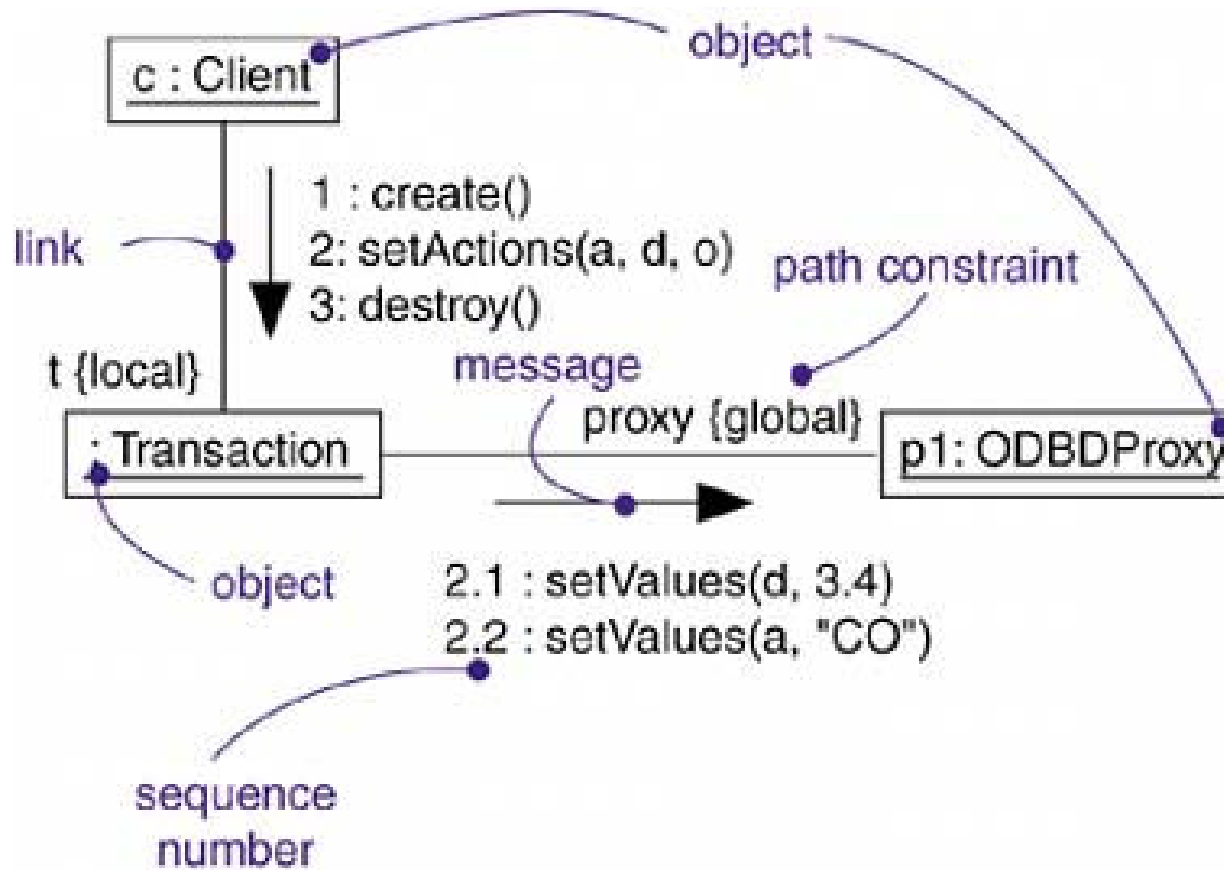 object
c : Client
1 : create()
link
2: setActions(a, d, o)
path constraint
3: destroy()
t {local}
message
proxy {global}
: Transaction
p1: ODBDProxy
object
2.1 : setValues(d, 3.4)
2.2 : setValues(a, "CO")
sequence
number